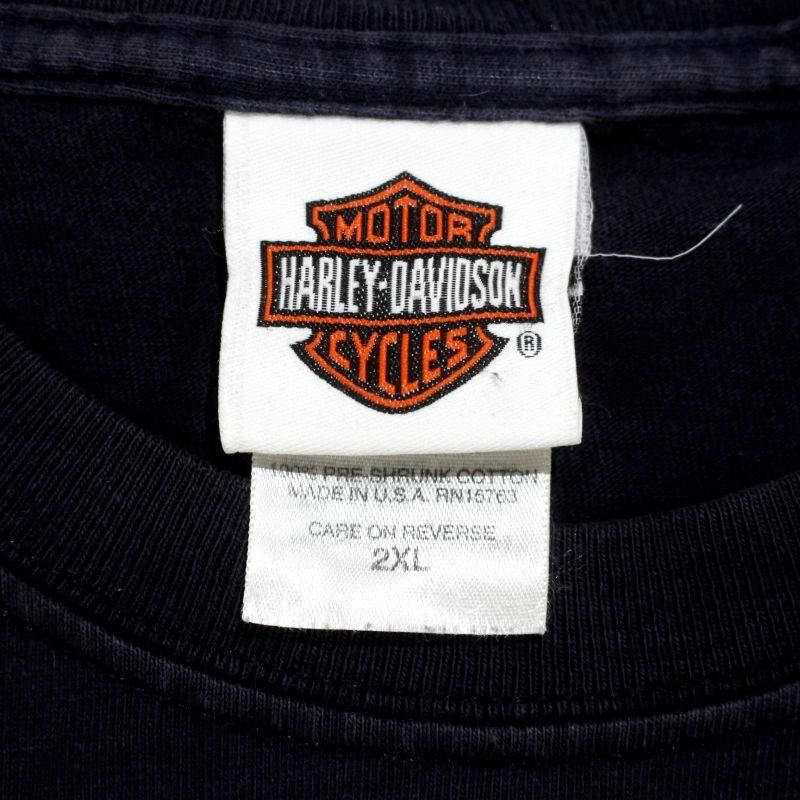 MOTOR
HARLEY-DAVIDSON
CYCLES
®
100% PRE-SHRUNK COTTON
MADE IN U.S.A. RN15763
CARE ON REVERSE
2XL